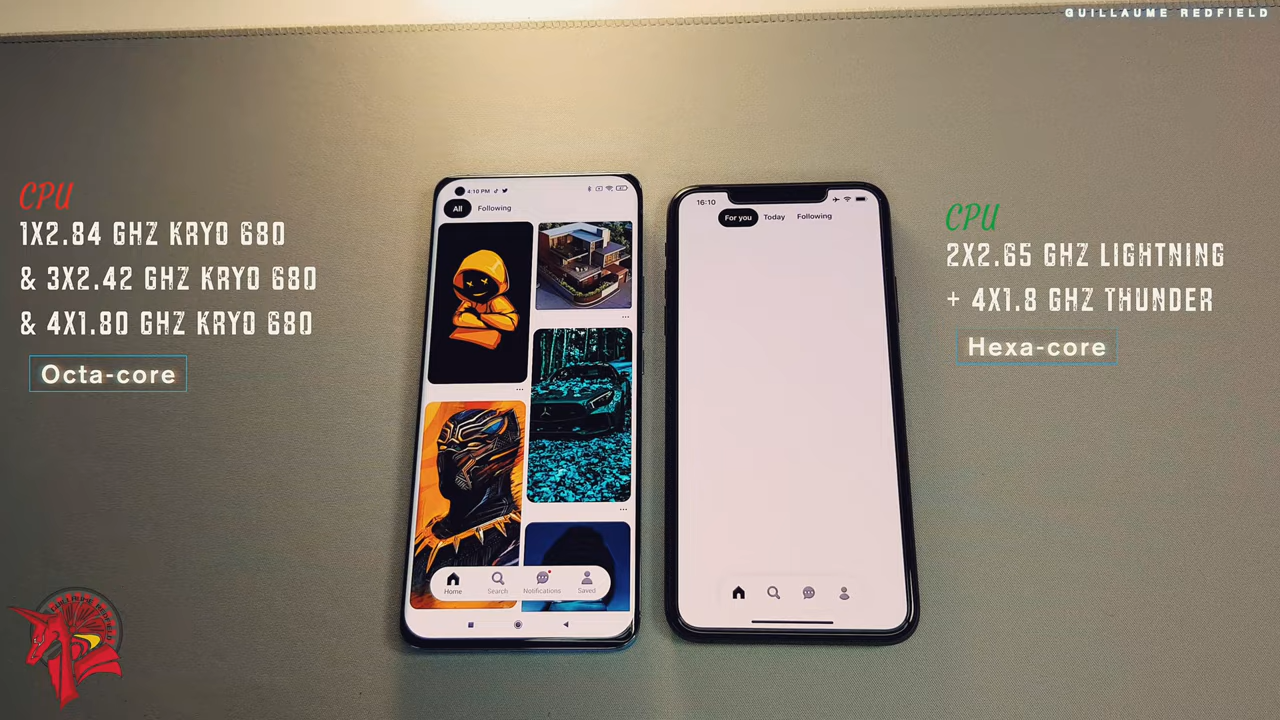 GUILLAUME REDFIELD
CPU
1X2.84 GHZ KRYO 680
& 3X2.42 GHZ KRYO 680
& 4X1.80 GHZ KRYO 680
Octa-core
4:10 PM
All Following
Home Search Notifications Saved
16:10
For you Today Following
CPU
2X2.65 GHZ LIGHTNING
+ 4X1.8 GHZ THUNDER
Hexa-core